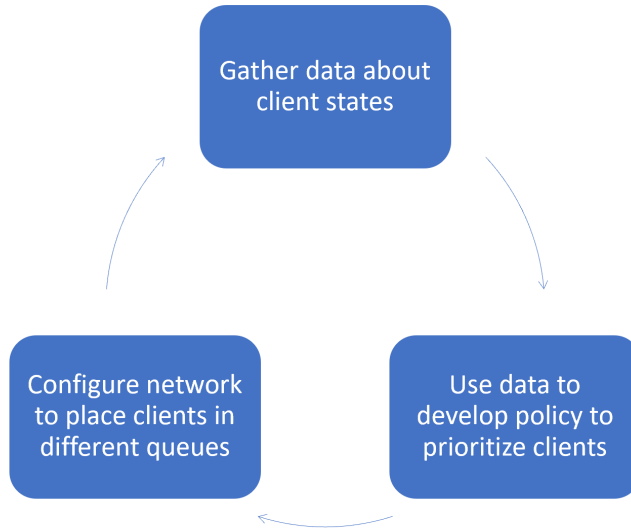 Gather data about
client states
Use data to
develop policy to
prioritize clients
Configure network
to place clients in
different queues